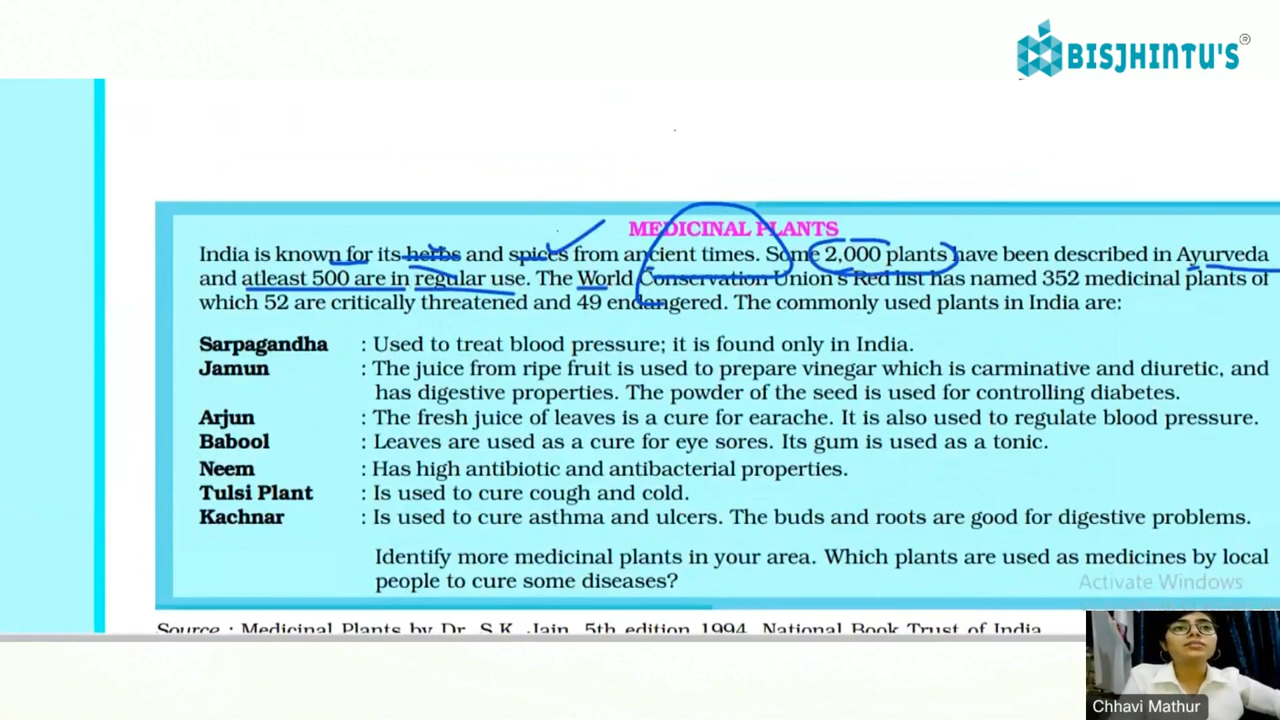 BISJHINTU'S®
MEDICINAL PLANTS
India is known for its herbs and spices from ancient times. Some 2,000 plants have been described in Ayurveda
and atleast 500 are in regular use. The World Conservation Union's Red list has named 352 medicinal plants of
which 52 are critically threatened and 49 endangered. The commonly used plants in India are:
Sarpagandha : Used to treat blood pressure; it is found only in India.
Jamun : The juice from ripe fruit is used to prepare vinegar which is carminative and diuretic, and
has digestive properties. The powder of the seed is used for controlling diabetes.
Arjun : The fresh juice of leaves is a cure for earache. It is also used to regulate blood pressure.
Babool : Leaves are used as a cure for eye sores. Its gum is used as a tonic.
Neem : Has high antibiotic and antibacterial properties.
Tulsi Plant : Is used to cure cough and cold.
Kachnar : Is used to cure asthma and ulcers. The buds and roots are good for digestive problems.
Identify more medicinal plants in your area. Which plants are used as medicines by local
people to cure some diseases?
Activate Windows
Source : Medicinal Plants by Dr. S.K. Jain, 5th edition 1994, National Book Trust of India
Chhavi Mathur